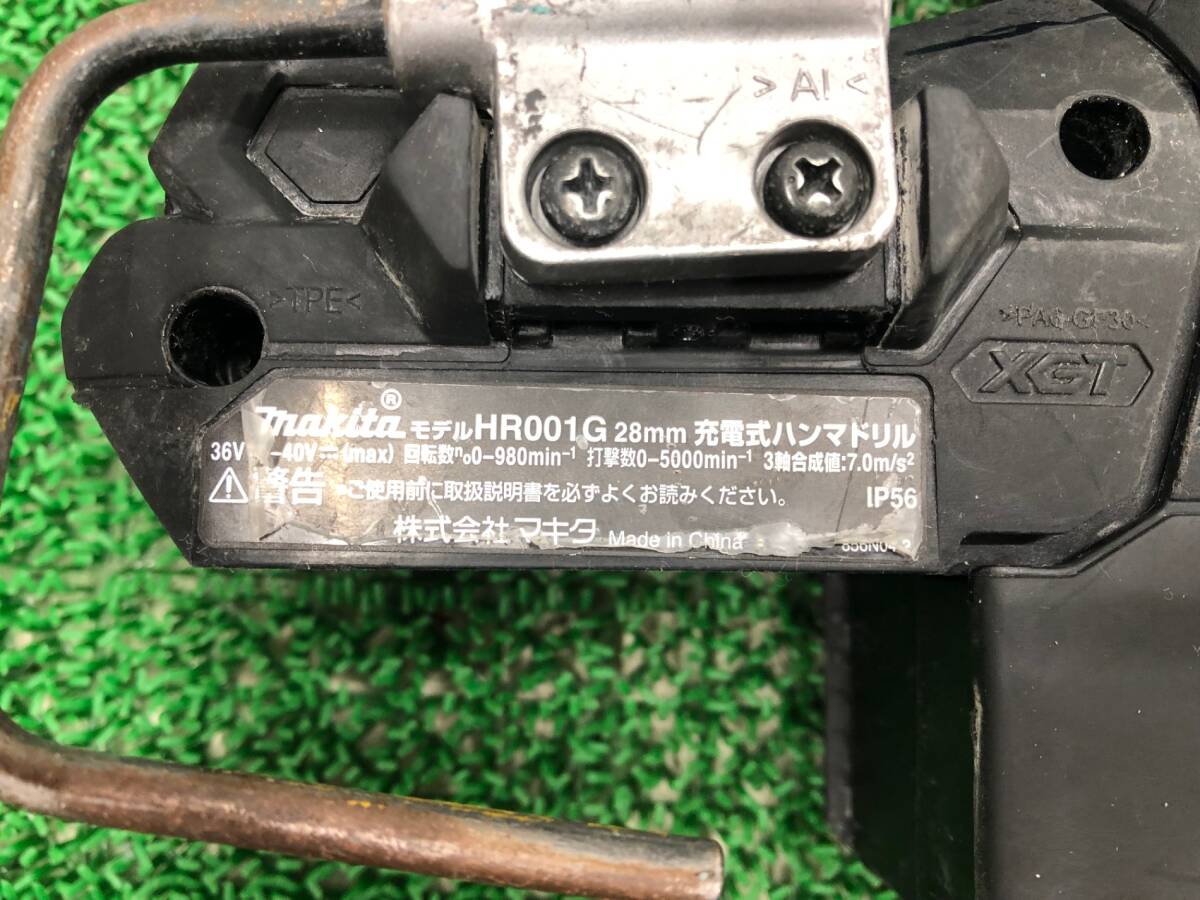 >AI<
>TPE<
>PA6-GF30<
XGT
makita® モデルHR001G 28mm 充電式ハンマドリル
36V -40V⎓(max) 回転数n₀0-980min⁻¹ 打撃数0-5000min⁻¹ 3軸合成値:7.0m/s²
⚠警告 ･ご使用前に取扱説明書を必ずよくお読みください。 IP56
株式会社 マキタ Made in China